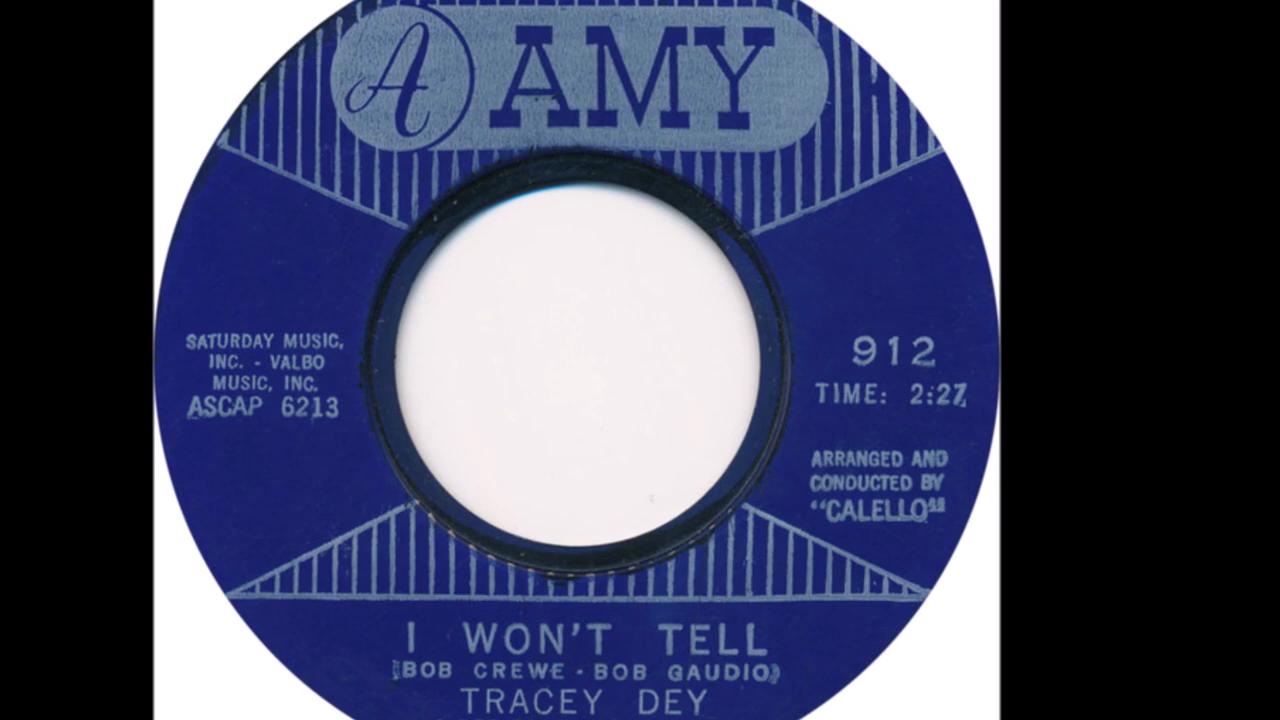 A AMY
SATURDAY MUSIC,
INC. - VALBO
MUSIC, INC.
ASCAP 6213
912
TIME: 2:27
ARRANGED AND
CONDUCTED BY
"CALELLO"
I WON'T TELL
(BOB CREWE - BOB GAUDIO)
TRACEY DEY